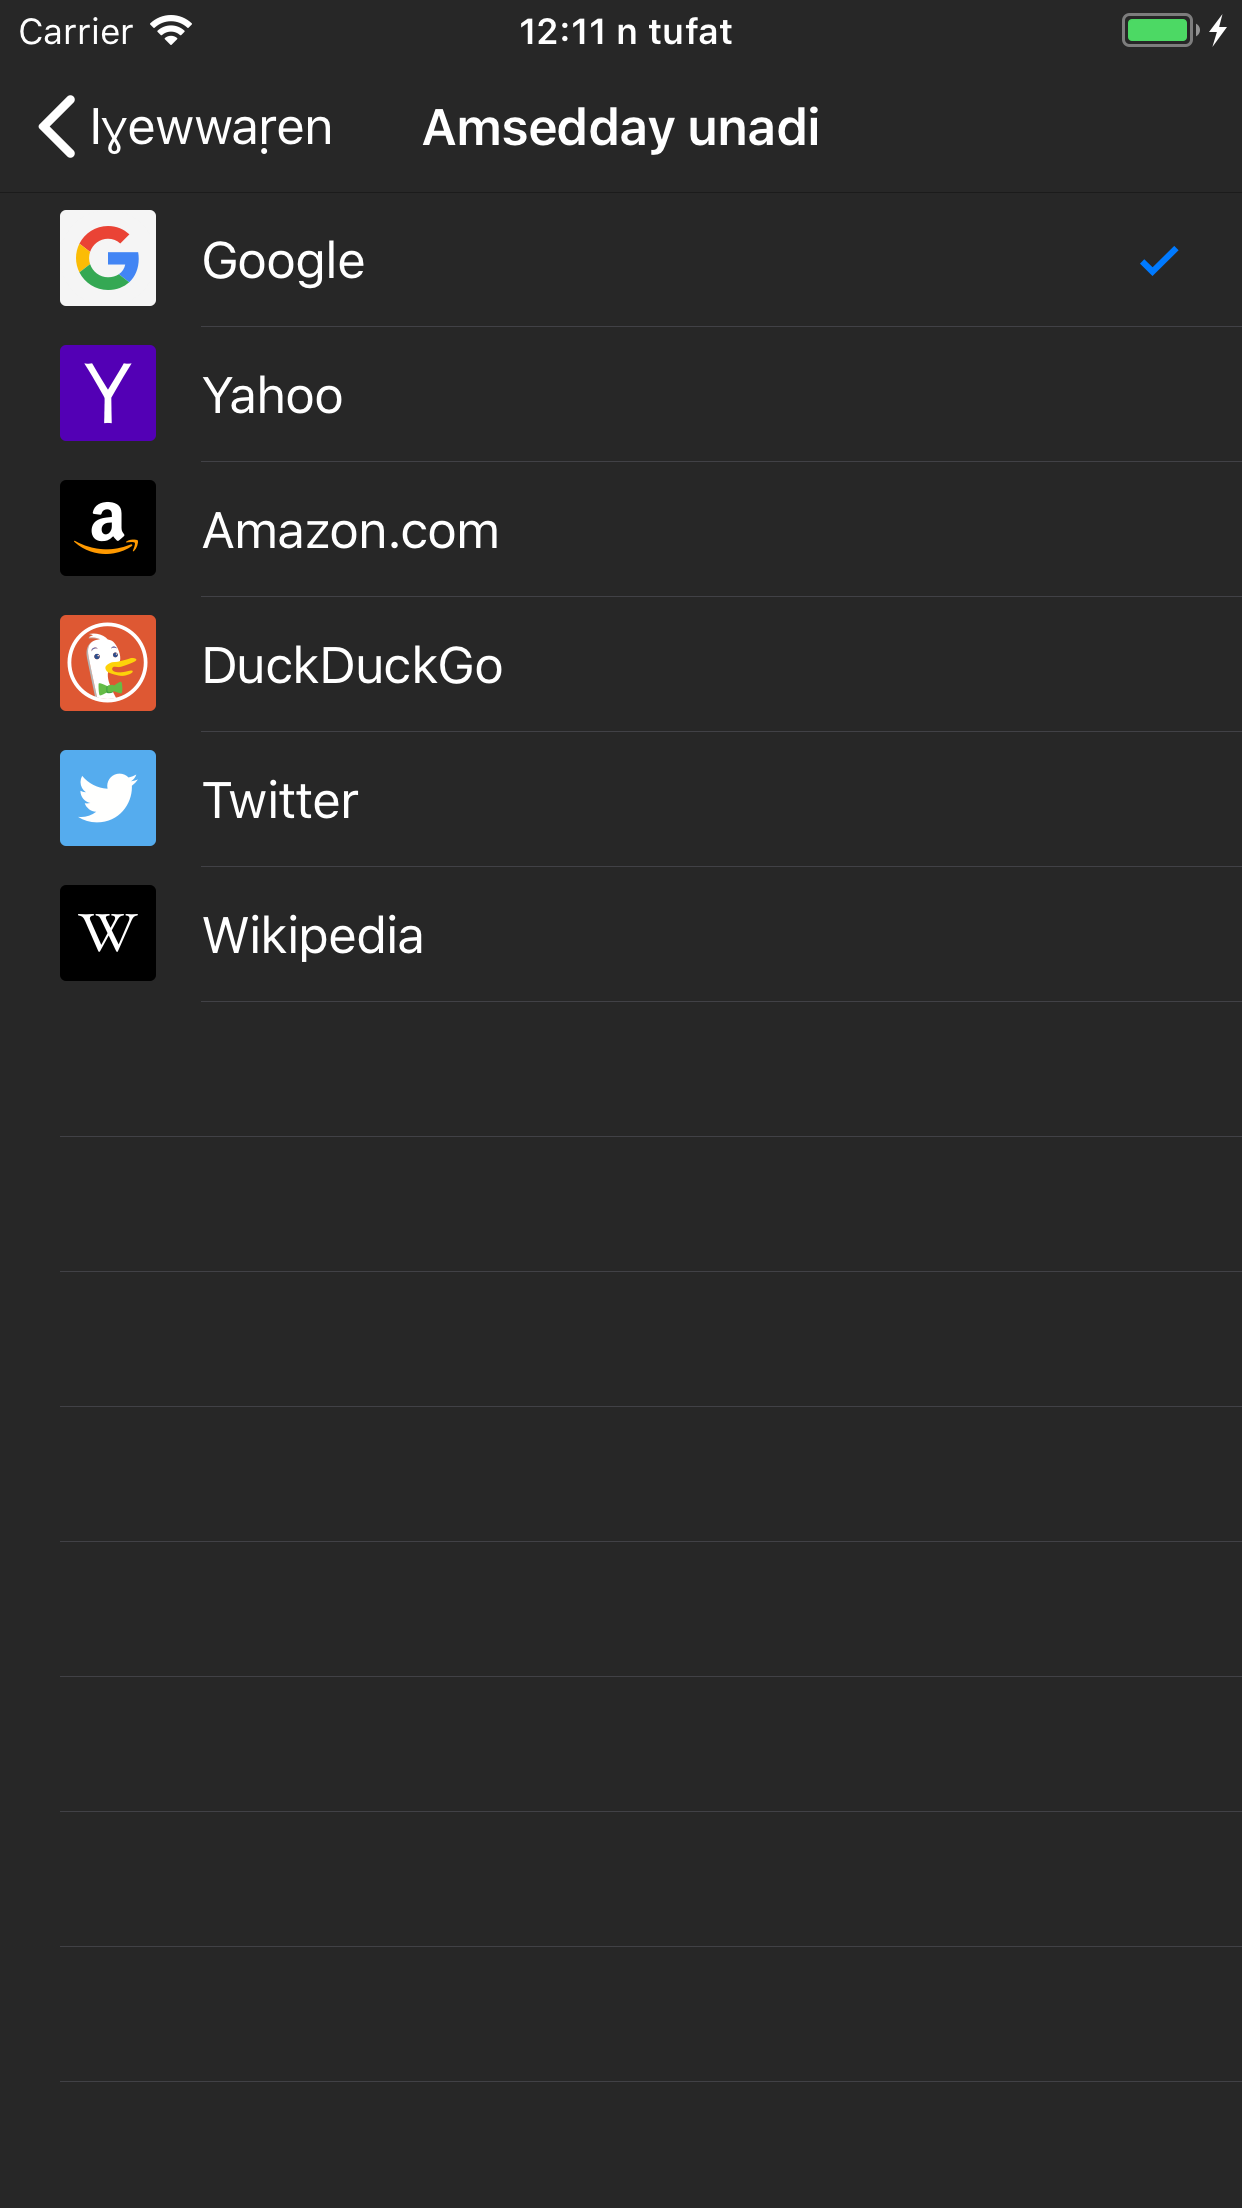 Carrier 12:11 n tufat
Iɣewwaṛen Amsedday unadi
Google
Yahoo
Amazon.com
DuckDuckGo
Twitter
Wikipedia